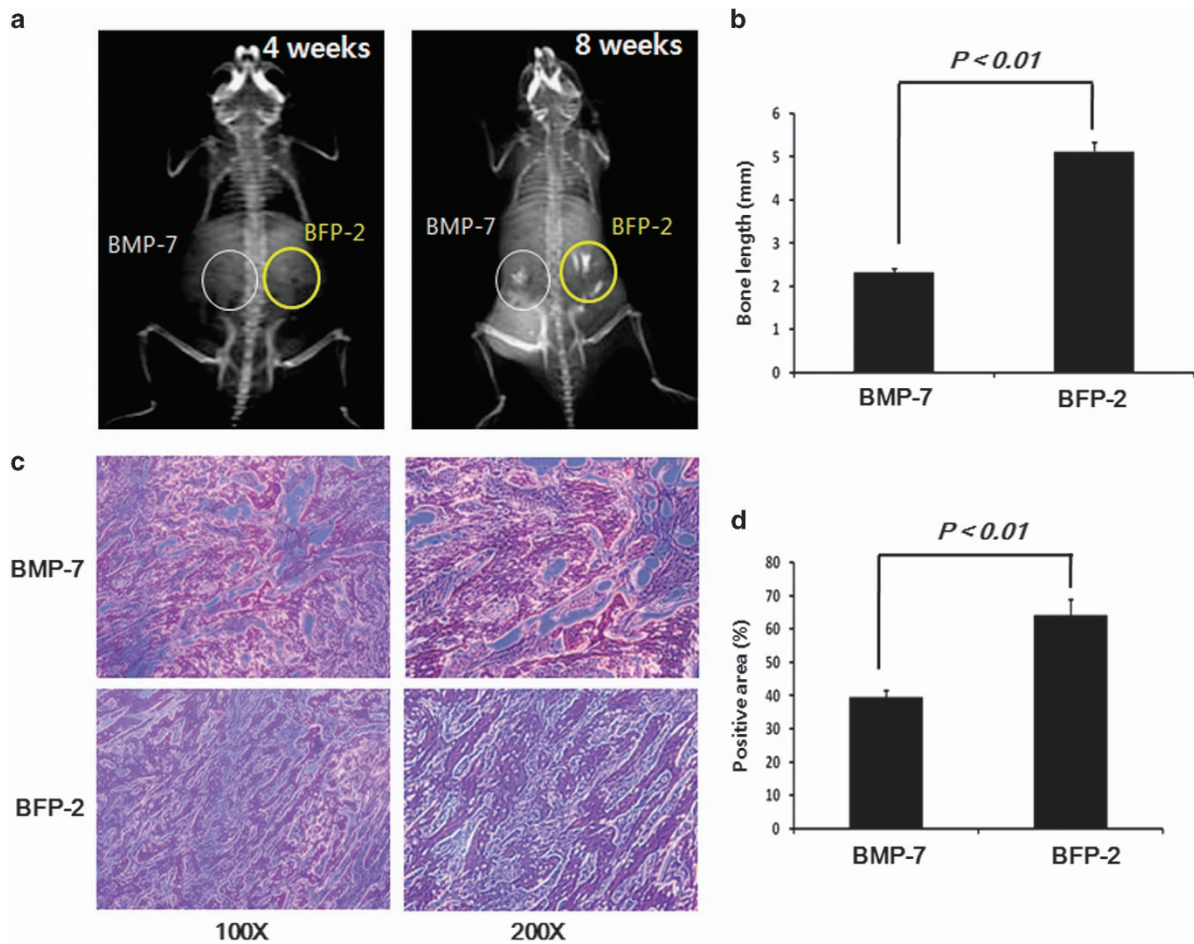 a
4 weeks
BMP-7
BFP-2
8 weeks
BMP-7
BFP-2
b
P < 0.01
Bone length (mm)
6
5
4
3
2
1
0
BMP-7
BFP-2
c
BMP-7
BFP-2
100X
200X
d
P < 0.01
Positive area (%)
80
70
60
50
40
30
20
10
0
BMP-7
BFP-2